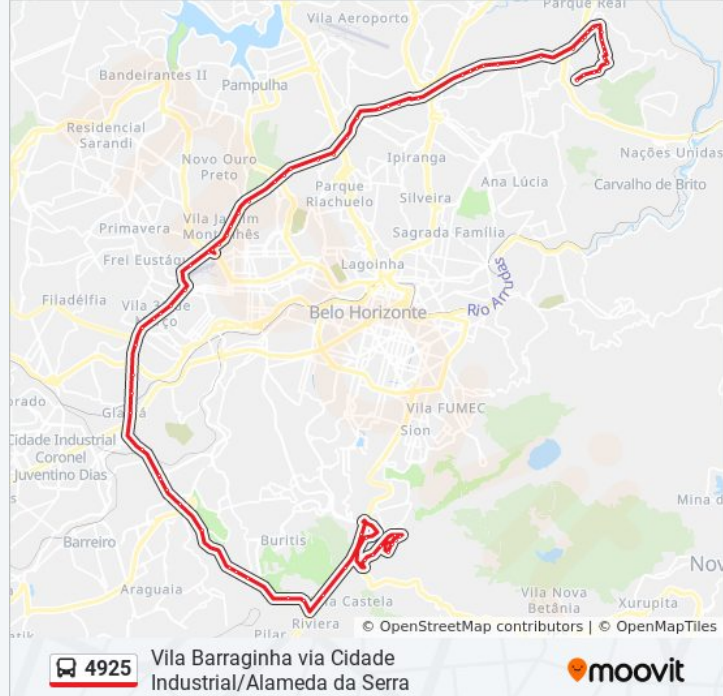 Parque Real
Vila Aeroporto
Bandeirantes II
Pampulha
Residencial
Sarandi
Nações Unidas
Novo Ouro
Preto
Ipiranga
Ana Lúcia
Carvalho de Brito
Parque
Riachuelo
Silveira
Primavera
Sagrada Família
Frei Eustáq
Lagoinha
Rio Arrudas
Filadélfia
Belo Horizonte
Vila FUMEC
Sion
Cidade Industrial
Coronel
Juventino Dias
Mina d
Barreiro
Buritis
Nov
Araguaia
Vila Nova
Betânia
Castela
Xurupita
Pilar
Riviera
© OpenStreetMap contributors | © OpenMapTiles
4925
Vila Barraginha via Cidade
Industrial/Alameda da Serra
moovit